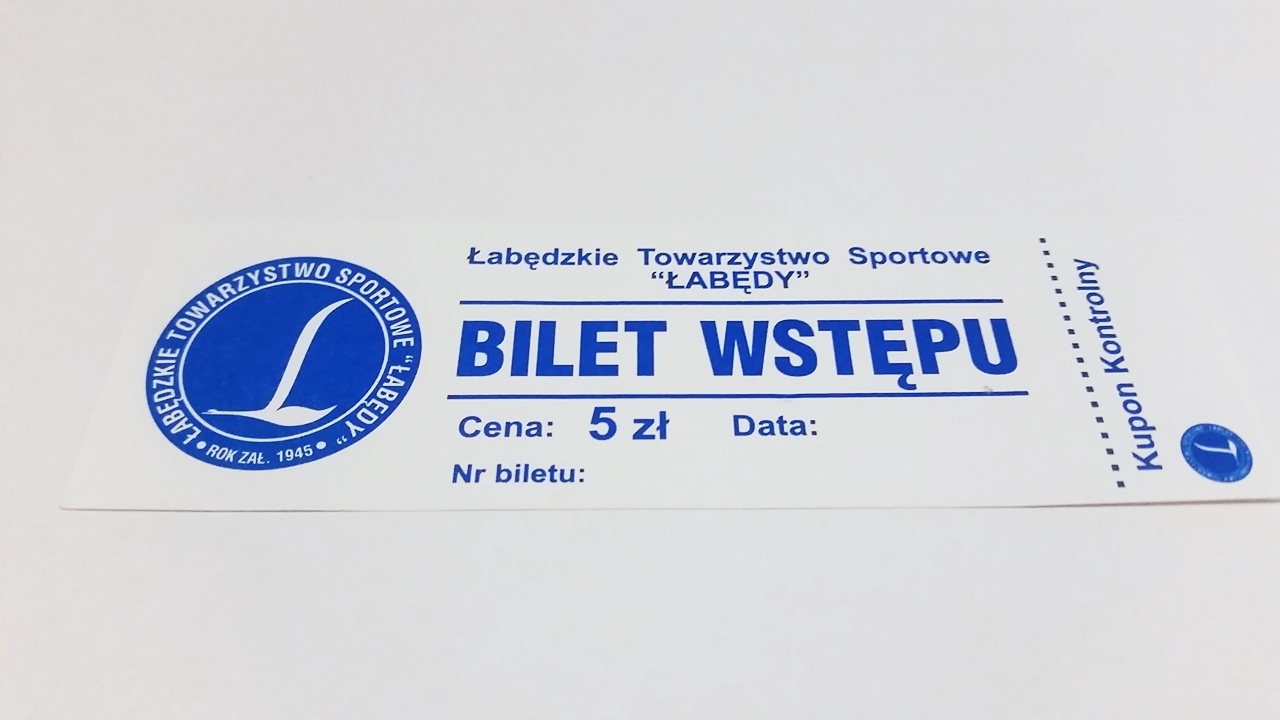 ŁABĘDZKIE TOWARZYSTWO SPORTOWE “ŁABĘDY”
ROK ZAŁ. 1945
Łabędzkie Towarzystwo Sportowe
“ŁABĘDY”
BILET WSTĘPU
Cena: 5 zł Data:
Nr biletu:
Kupon Kontrolny